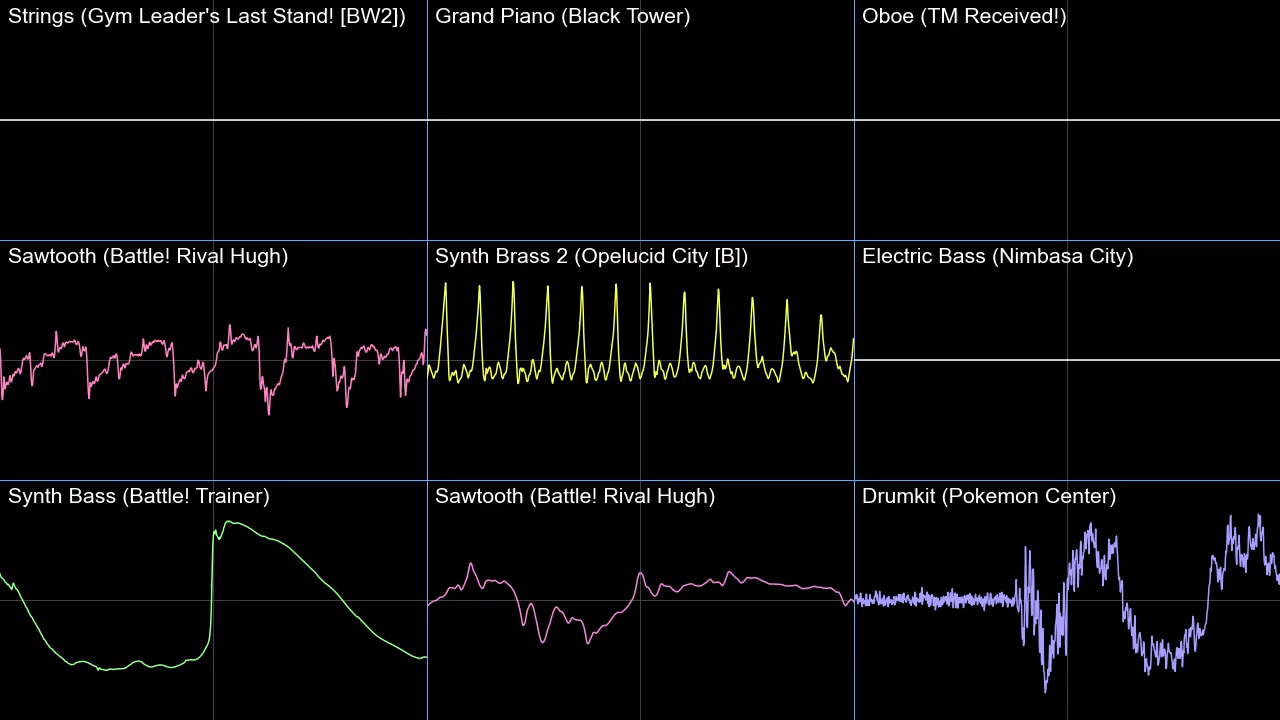 Strings (Gym Leader's Last Stand! [BW2])
Grand Piano (Black Tower)
Oboe (TM Received!)
Sawtooth (Battle! Rival Hugh)
Synth Brass 2 (Opelucid City [B])
Electric Bass (Nimbasa City)
Synth Bass (Battle! Trainer)
Sawtooth (Battle! Rival Hugh)
Drumkit (Pokemon Center)